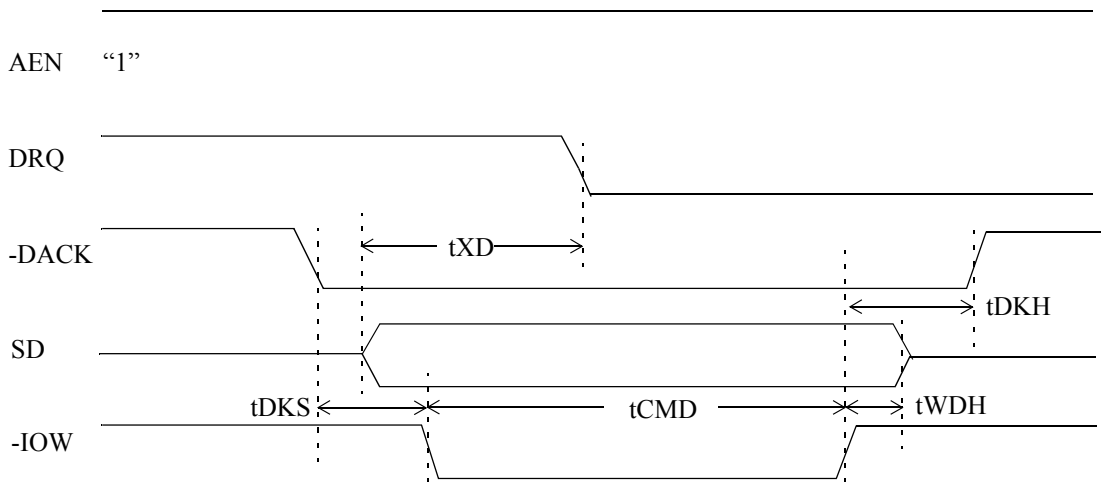 AEN “1”
DRQ
-DACK
tXD
tDKH
SD
tDKS
tCMD
tWDH
-IOW